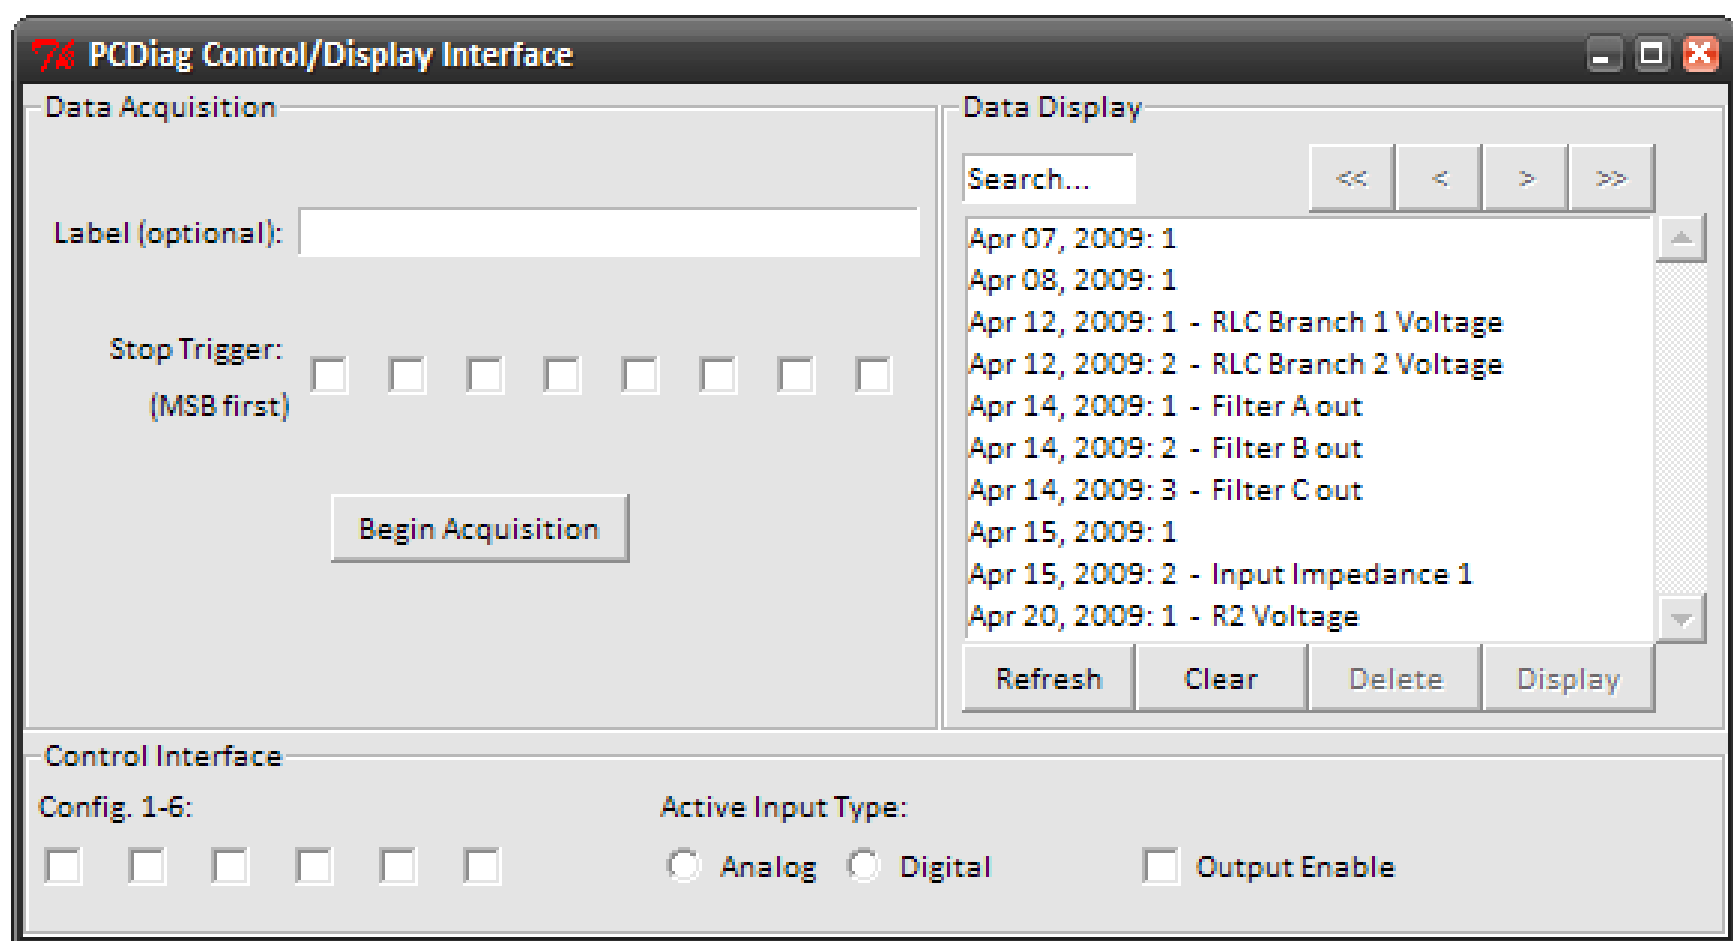 PCDiag Control/Display Interface
Data Acquisition
Label (optional):
Stop Trigger:
(MSB first)
Begin Acquisition
Data Display
Search...
<< < > >>
Apr 07, 2009: 1
Apr 08, 2009: 1
Apr 12, 2009: 1 - RLC Branch 1 Voltage
Apr 12, 2009: 2 - RLC Branch 2 Voltage
Apr 14, 2009: 1 - Filter A out
Apr 14, 2009: 2 - Filter B out
Apr 14, 2009: 3 - Filter C out
Apr 15, 2009: 1
Apr 15, 2009: 2 - Input Impedance 1
Apr 20, 2009: 1 - R2 Voltage
Refresh Clear Delete Display
Control Interface
Config. 1-6:
Active Input Type:
Analog Digital Output Enable